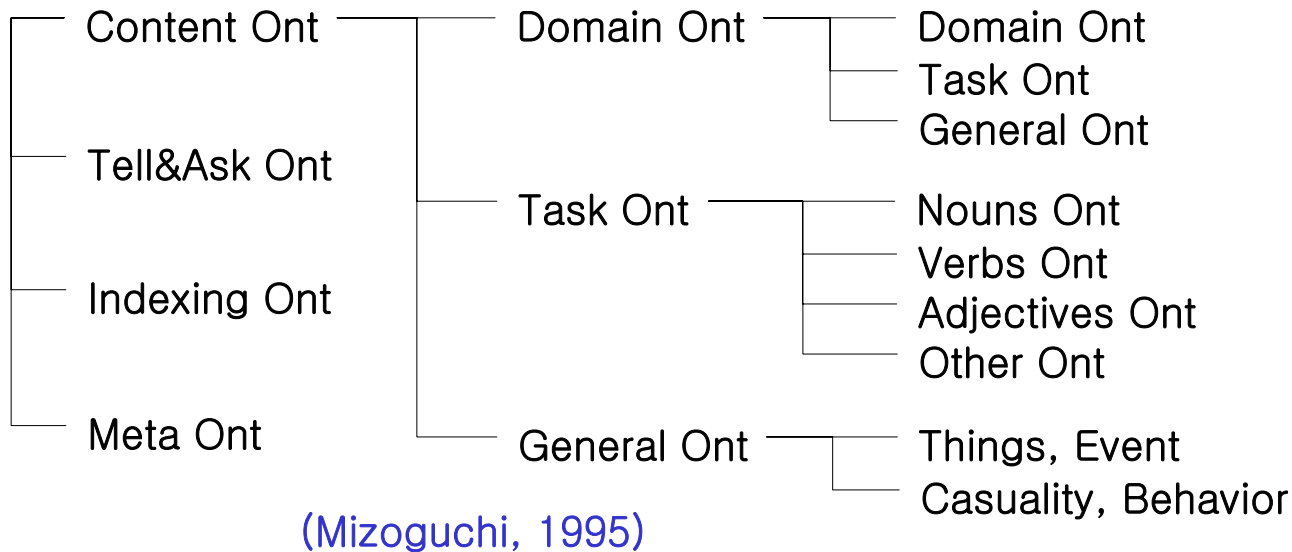 Content Ont
Domain Ont
Domain Ont
Task Ont
General Ont
Tell&Ask Ont
Task Ont
Nouns Ont
Verbs Ont
Indexing Ont
Adjectives Ont
Other Ont
Meta Ont
General Ont
Things, Event
Casuality, Behavior
(Mizoguchi, 1995)